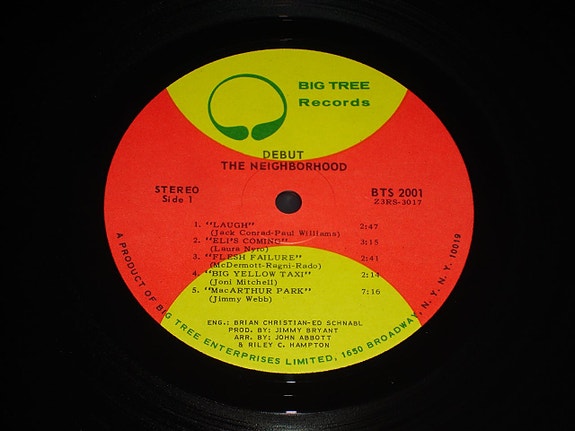 BIG TREE
Records
DEBUT
THE NEIGHBORHOOD
STEREO
Side 1
BTS 2001
Z3RS-3017
1. "LAUGH" 2:47
(Jack Conrad-Paul Williams)
2. "ELI'S COMING" 3:15
(Laura Nyro)
3. "FLESH FAILURE" 2:41
(McDermott-Ragni-Rado)
4. "BIG YELLOW TAXI" 2:14
(Joni Mitchell)
5. "MacARTHUR PARK" 7:16
(Jimmy Webb)
ENG.: BRIAN CHRISTIAN-ED SCHNABL
PROD. BY: JIMMY BRYANT
ARR. BY: JOHN ABBOTT
& RILEY C. HAMPTON
A PRODUCT OF BIG TREE ENTERPRISES LIMITED, 1650 BROADWAY, N.Y. N.Y. 10019